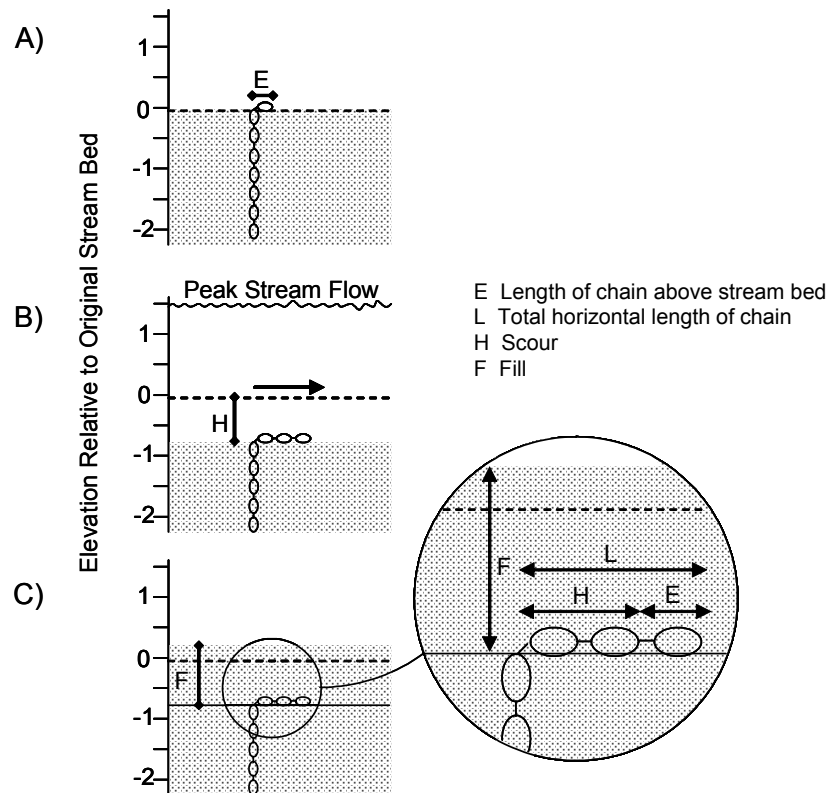 Elevation Relative to Original Stream Bed
A)
1
0
-1
-2
E
Peak Stream Flow
B)
1
0
-1
-2
H
E Length of chain above stream bed
L Total horizontal length of chain
H Scour
F Fill
C)
1
0
-1
-2
F
F
L
H
E